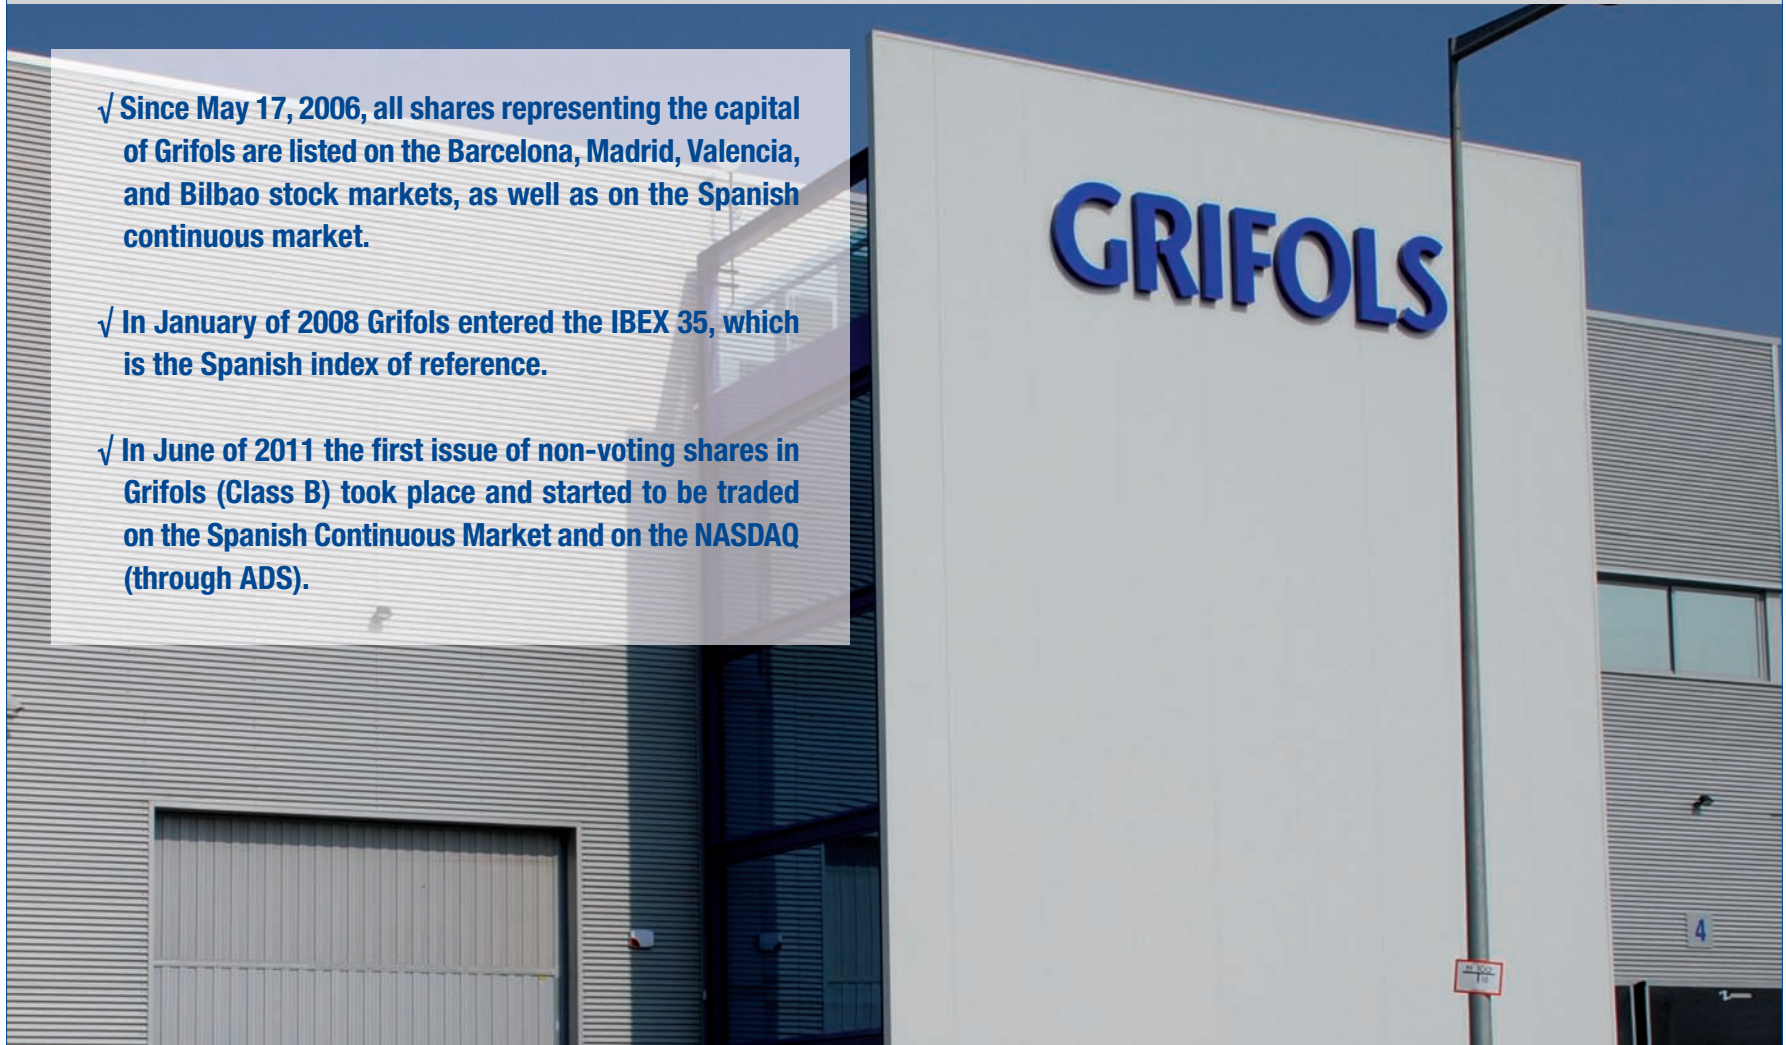 √ Since May 17, 2006, all shares representing the capital
of Grifols are listed on the Barcelona, Madrid, Valencia,
and Bilbao stock markets, as well as on the Spanish
continuous market.
√ In January of 2008 Grifols entered the IBEX 35, which
is the Spanish index of reference.
√ In June of 2011 the first issue of non-voting shares in
Grifols (Class B) took place and started to be traded
on the Spanish Continuous Market and on the NASDAQ
(through ADS).
GRIFOLS
4
H 100